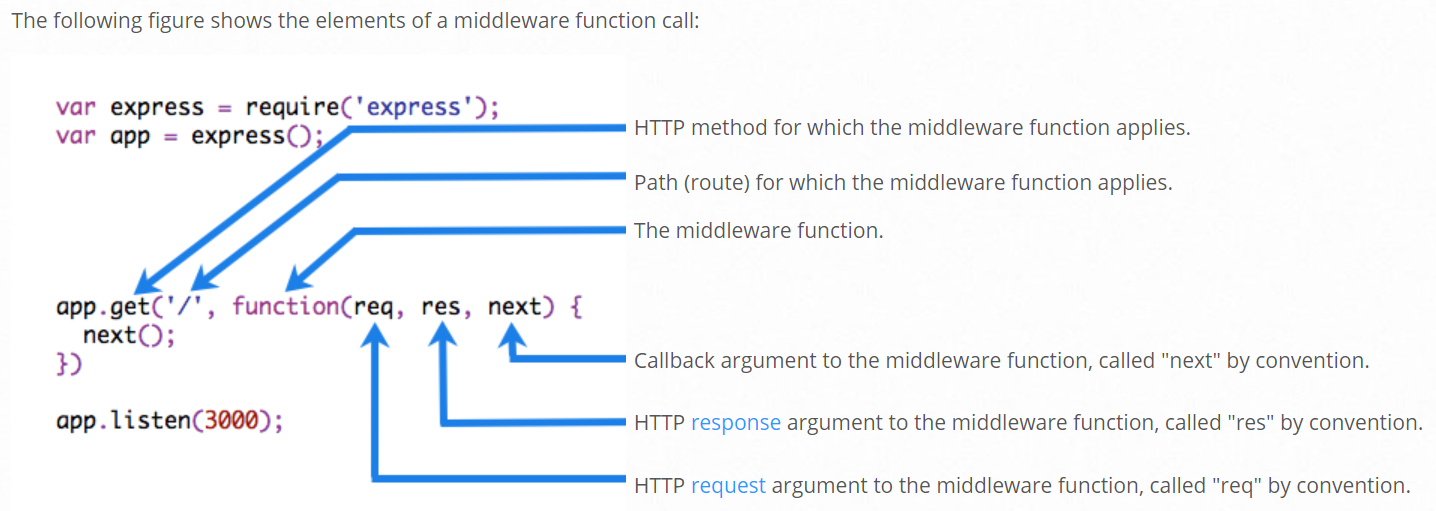 The following figure shows the elements of a middleware function call:
var express = require('express');
var app = express();
HTTP method for which the middleware function applies.
Path (route) for which the middleware function applies.
The middleware function.
app.get('/', function(req, res, next) {
next();
})
Callback argument to the middleware function, called "next" by convention.
app.listen(3000);
HTTP response argument to the middleware function, called "res" by convention.
HTTP request argument to the middleware function, called "req" by convention.